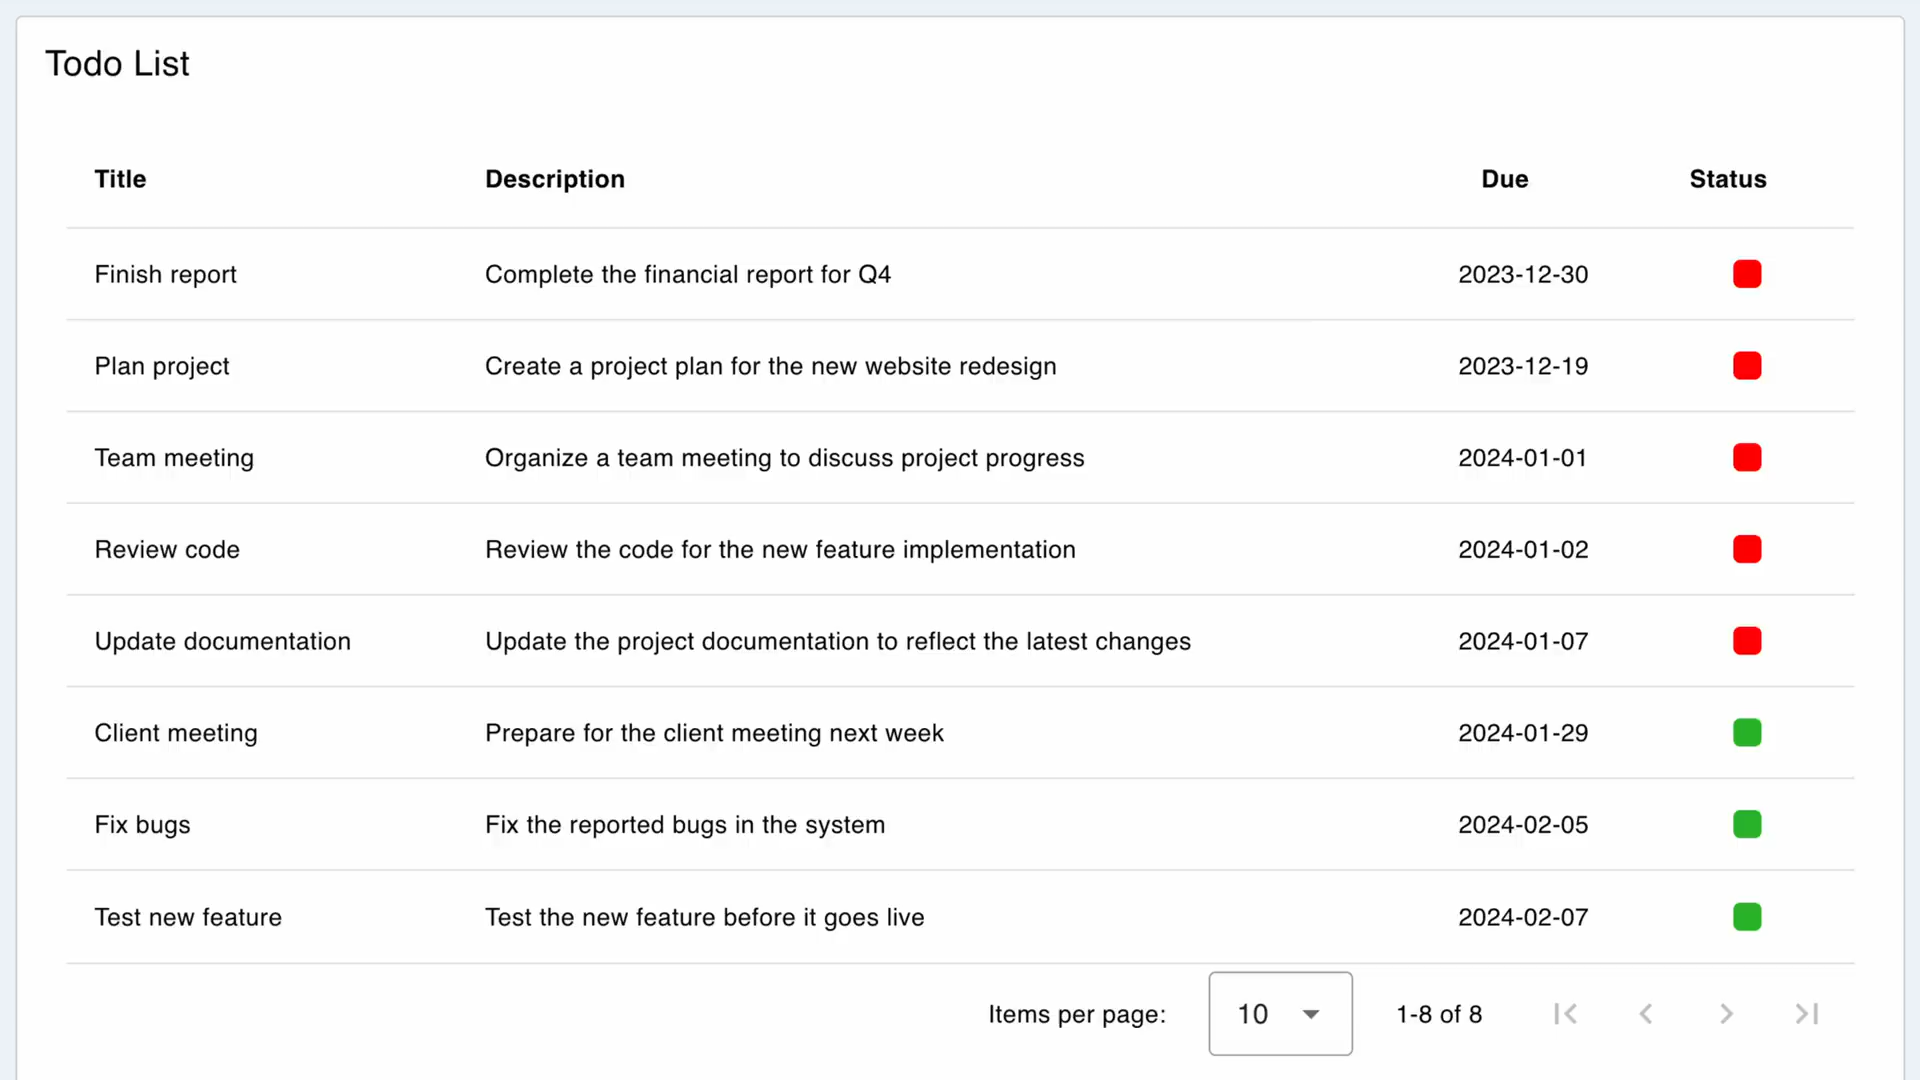 Todo List
Title Description Due Status
Finish report Complete the financial report for Q4 2023-12-30
Plan project Create a project plan for the new website redesign 2023-12-19
Team meeting Organize a team meeting to discuss project progress 2024-01-01
Review code Review the code for the new feature implementation 2024-01-02
Update documentation Update the project documentation to reflect the latest changes 2024-01-07
Client meeting Prepare for the client meeting next week 2024-01-29
Fix bugs Fix the reported bugs in the system 2024-02-05
Test new feature Test the new feature before it goes live 2024-02-07
Items per page: 10 1-8 of 8